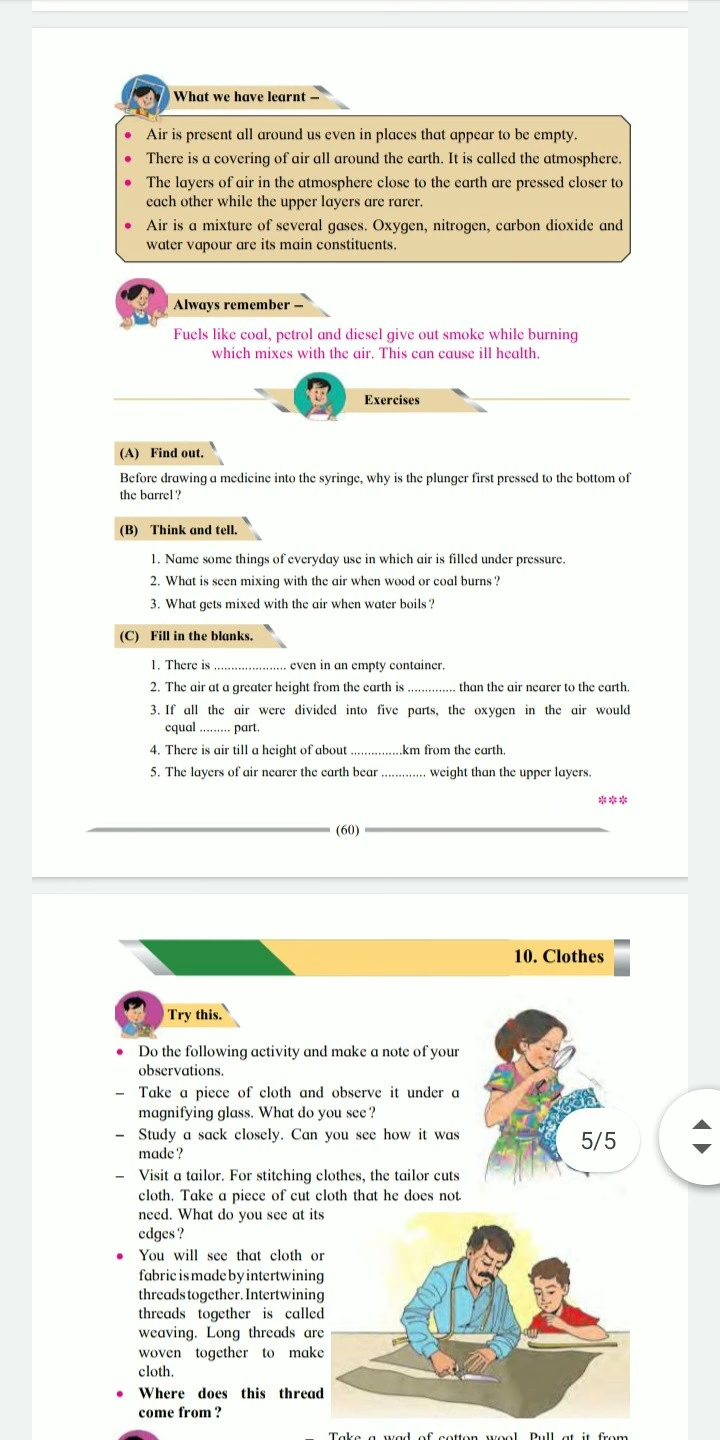 What we have learnt –
• Air is present all around us even in places that appear to be empty.
• There is a covering of air all around the earth. It is called the atmosphere.
• The layers of air in the atmosphere close to the earth are pressed closer to
each other while the upper layers are rarer.
• Air is a mixture of several gases. Oxygen, nitrogen, carbon dioxide and
water vapour are its main constituents.
Always remember –
Fuels like coal, petrol and diesel give out smoke while burning
which mixes with the air. This can cause ill health.
Exercises
(A) Find out.
Before drawing a medicine into the syringe, why is the plunger first pressed to the bottom of
the barrel?
(B) Think and tell.
1. Name some things of everyday use in which air is filled under pressure.
2. What is seen mixing with the air when wood or coal burns?
3. What gets mixed with the air when water boils?
(C) Fill in the blanks.
1. There is ..................... even in an empty container.
2. The air at a greater height from the earth is .............. than the air nearer to the earth.
3. If all the air were divided into five parts, the oxygen in the air would
equal ......... part.
4. There is air till a height of about ...............km from the earth.
5. The layers of air nearer the earth bear ............. weight than the upper layers.
***
(60)
10. Clothes
Try this.
• Do the following activity and make a note of your
observations.
– Take a piece of cloth and observe it under a
magnifying glass. What do you see?
– Study a sack closely. Can you see how it was
made?
5/5
– Visit a tailor. For stitching clothes, the tailor cuts
cloth. Take a piece of cut cloth that he does not
need. What do you see at its
edges?
• You will see that cloth or
fabric is made by intertwining
threads together. Intertwining
threads together is called
weaving. Long threads are
woven together to make
cloth.
• Where does this thread
come from?
– Take a wad of cotton wool. Pull at it from